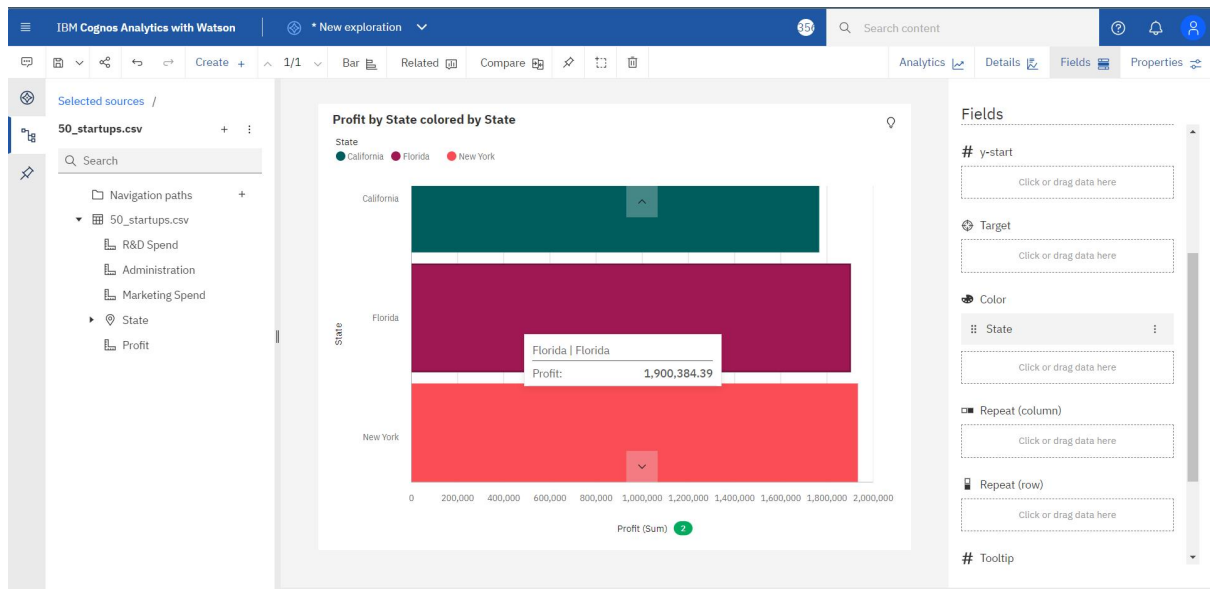 IBM Cognos Analytics with Watson
* New exploration
Search content
Create +
1/1
Bar
Related
Compare
Analytics
Details
Fields
Properties
Selected sources /
50_startups.csv
Search
Navigation paths
50_startups.csv
R&D Spend
Administration
Marketing Spend
State
Profit
Profit by State colored by State
State
California
Florida
New York
California
Florida
New York
State
Florida | Florida
Profit: 1,900,384.39
0 200,000 400,000 600,000 800,000 1,000,000 1,200,000 1,400,000 1,600,000 1,800,000 2,000,000
Profit (Sum) 2
Fields
# y-start
Click or drag data here
Target
Click or drag data here
Color
State
Click or drag data here
Repeat (column)
Click or drag data here
Repeat (row)
Click or drag data here
# Tooltip